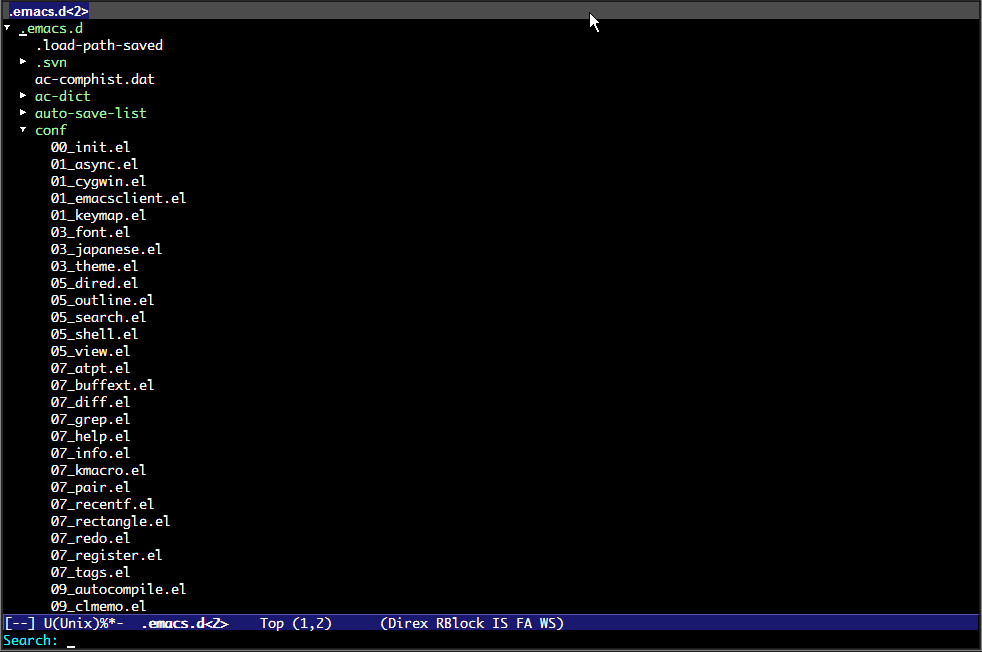 .emacs.d<2>
.emacs.d
.load-path-saved
.svn
ac-comphist.dat
ac-dict
auto-save-list
conf
00_init.el
01_async.el
01_cygwin.el
01_emacsclient.el
01_keymap.el
03_font.el
03_japanese.el
03_theme.el
05_dired.el
05_outline.el
05_search.el
05_shell.el
05_view.el
07_atpt.el
07_buffext.el
07_diff.el
07_grep.el
07_help.el
07_info.el
07_kmacro.el
07_pair.el
07_recentf.el
07_rectangle.el
07_redo.el
07_register.el
07_tags.el
09_autocompile.el
09_clmemo.el
[--] U(Unix)%*-  .emacs.d<2>    Top (1,2)      (Direx RBlock IS FA WS)
Search: